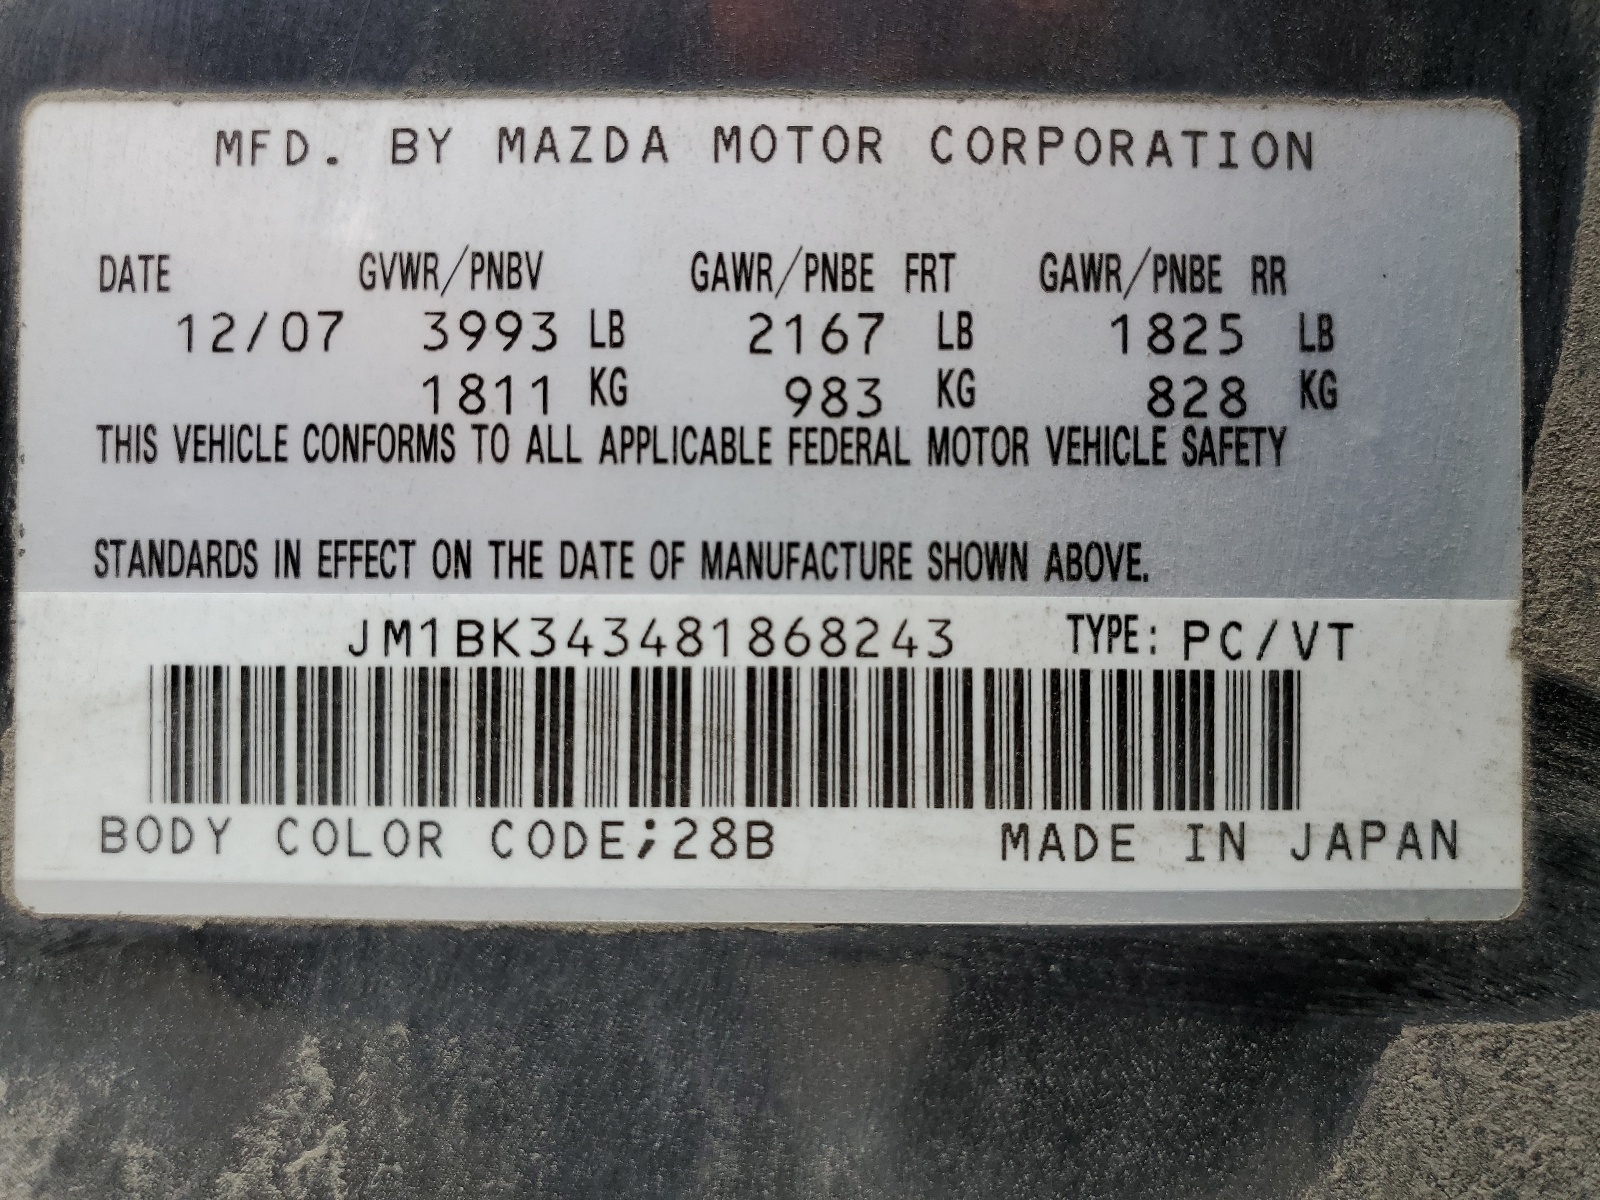 MFD. BY MAZDA MOTOR CORPORATION
DATE GVWR/PNBV GAWR/PNBE FRT GAWR/PNBE RR
12/07 3993 LB 2167 LB 1825 LB
1811 KG 983 KG 828 KG
THIS VEHICLE CONFORMS TO ALL APPLICABLE FEDERAL MOTOR VEHICLE SAFETY
STANDARDS IN EFFECT ON THE DATE OF MANUFACTURE SHOWN ABOVE.
JM1BK343481868243 TYPE: PC/VT
BODY COLOR CODE;28B MADE IN JAPAN